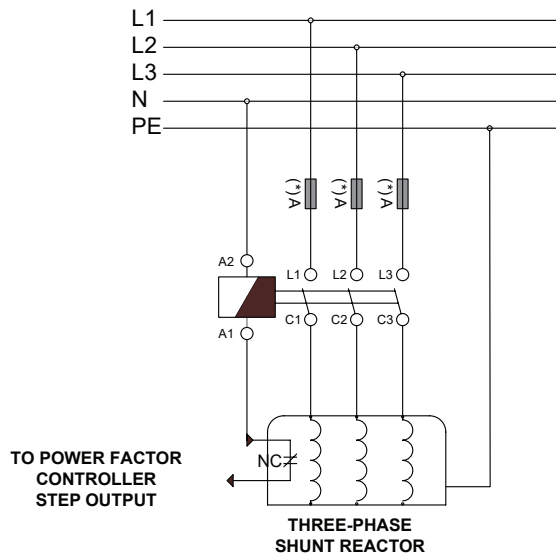 L1
L2
L3
N
PE
(*)A
(*)A
(*)A
A2
L1
L2
L3
A1
C1
C2
C3
NC
TO POWER FACTOR
CONTROLLER
STEP OUTPUT
THREE-PHASE
SHUNT REACTOR